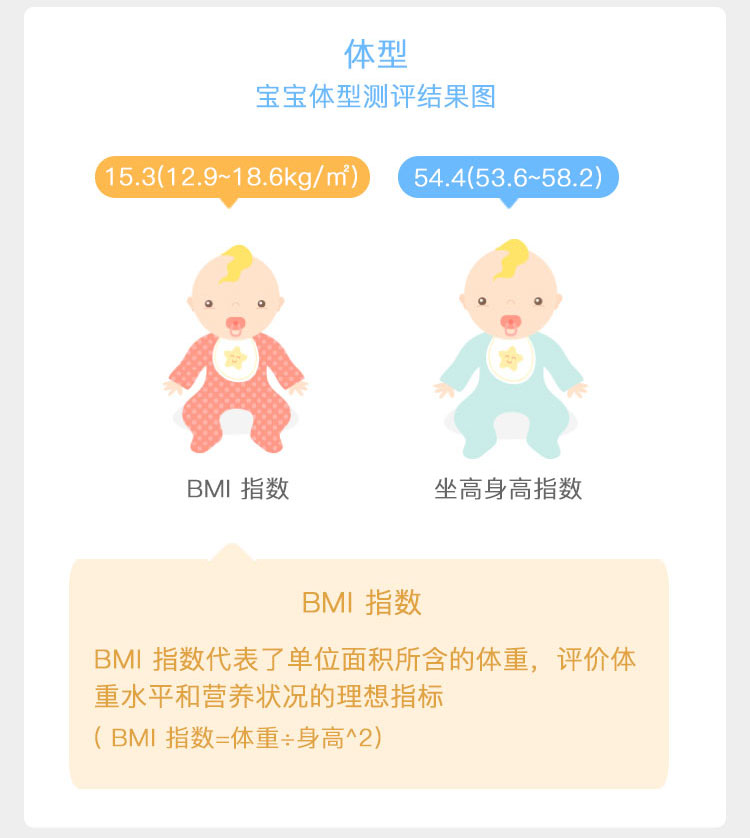 体型
宝宝体型测评结果图
15.3(12.9~18.6kg/㎡)
54.4(53.6~58.2)
BMI 指数
坐高身高指数
BMI 指数
BMI 指数代表了单位面积所含的体重，评价体
重水平和营养状况的理想指标
( BMI 指数=体重÷身高^2)